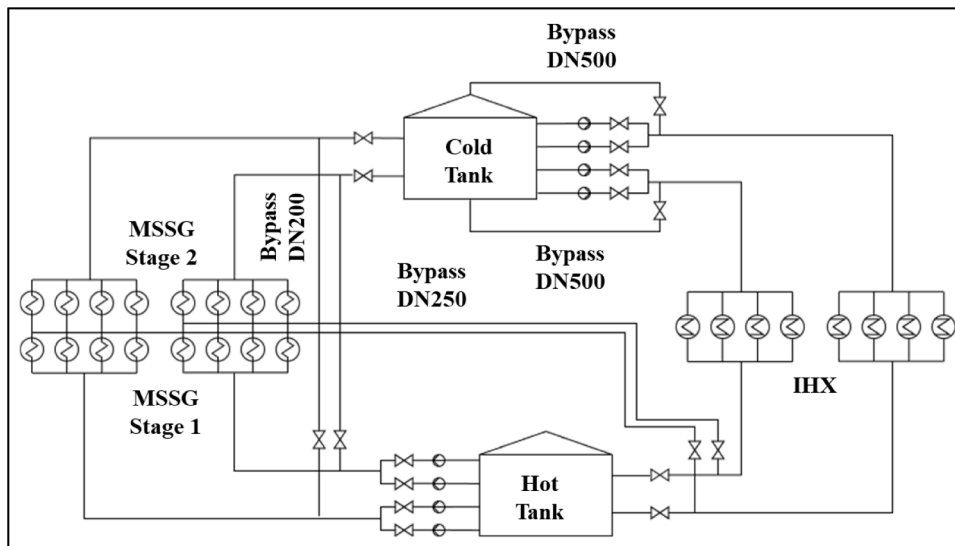 Bypass
DN500
Cold
Tank
MSSG
Stage 2
Bypass
DN200
Bypass
DN250
Bypass
DN500
MSSG
Stage 1
IHX
Hot
Tank